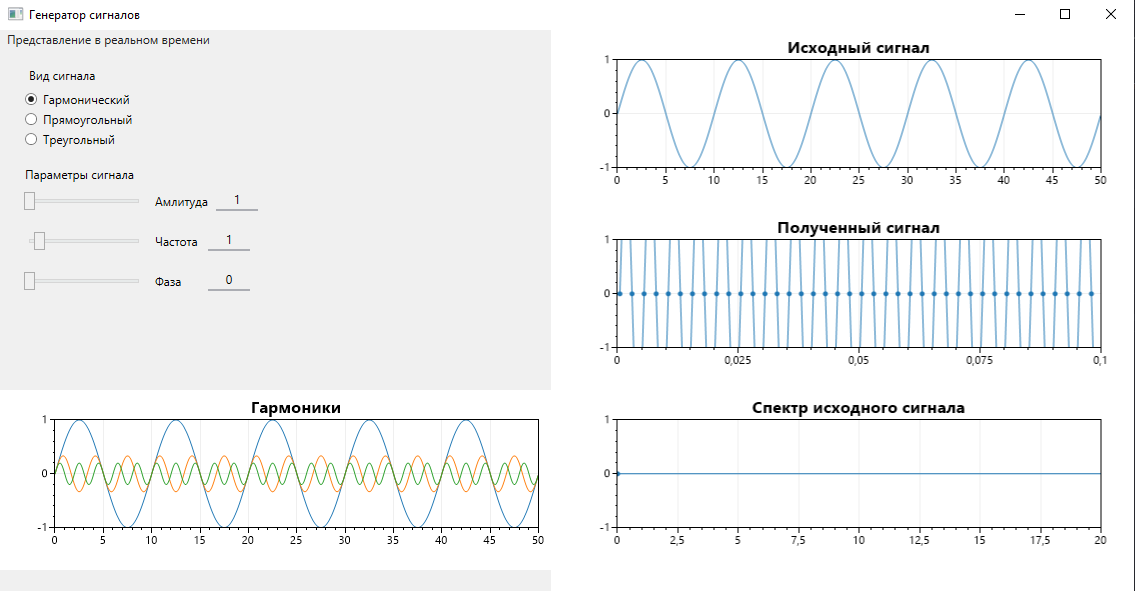 Генератор сигналов
Представление в реальном времени
Вид сигнала
Гармонический
Прямоугольный
Треугольный
Параметры сигнала
Амлитуда 1
Частота 1
Фаза 0
Гармоники
1
0
-1
0 5 10 15 20 25 30 35 40 45 50
Исходный сигнал
1
0
-1
0 5 10 15 20 25 30 35 40 45 50
Полученный сигнал
1
0
-1
0 0,025 0,05 0,075 0,1
Спектр исходного сигнала
1
0
-1
0 2,5 5 7,5 10 12,5 15 17,5 20